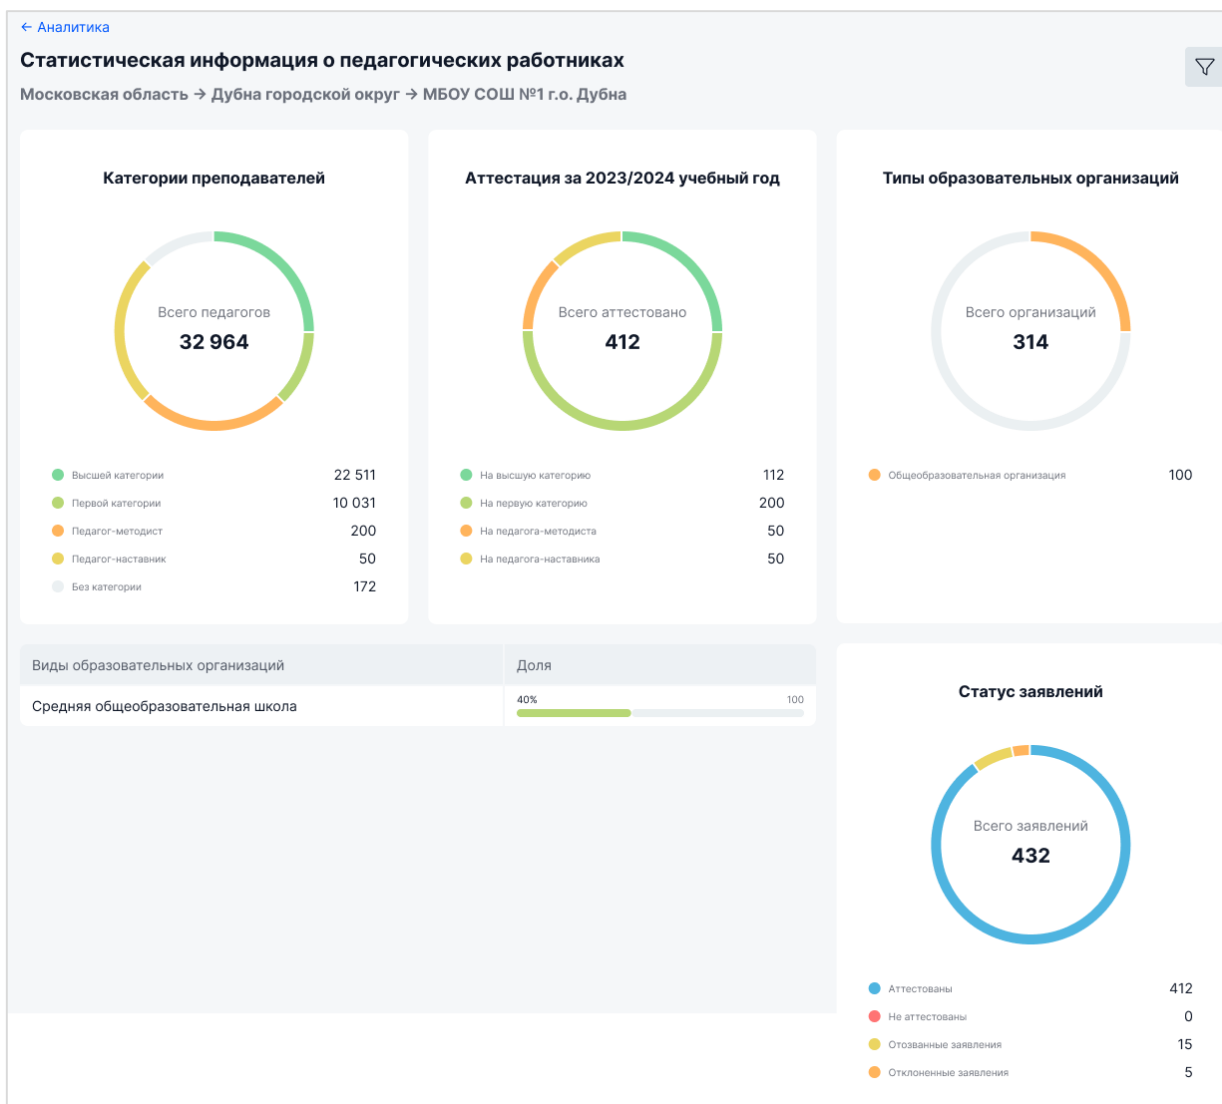 ← Аналитика
Статистическая информация о педагогических работниках
Московская область → Дубна городской округ → МБОУ СОШ №1 г.о. Дубна
Категории преподавателей
Всего педагогов
32 964
Высшей категории 22 511
Первой категории 10 031
Педагог-методист 200
Педагог-наставник 50
Без категории 172
Аттестация за 2023/2024 учебный год
Всего аттестовано
412
На высшую категорию 112
На первую категорию 200
На педагога-методиста 50
На педагога-наставника 50
Типы образовательных организаций
Всего организаций
314
Общеобразовательная организация 100
Виды образовательных организаций Доля
Средняя общеобразовательная школа 40% 100
Статус заявлений
Всего заявлений
432
Аттестованы 412
Не аттестованы 0
Отозванные заявления 15
Отклоненные заявления 5